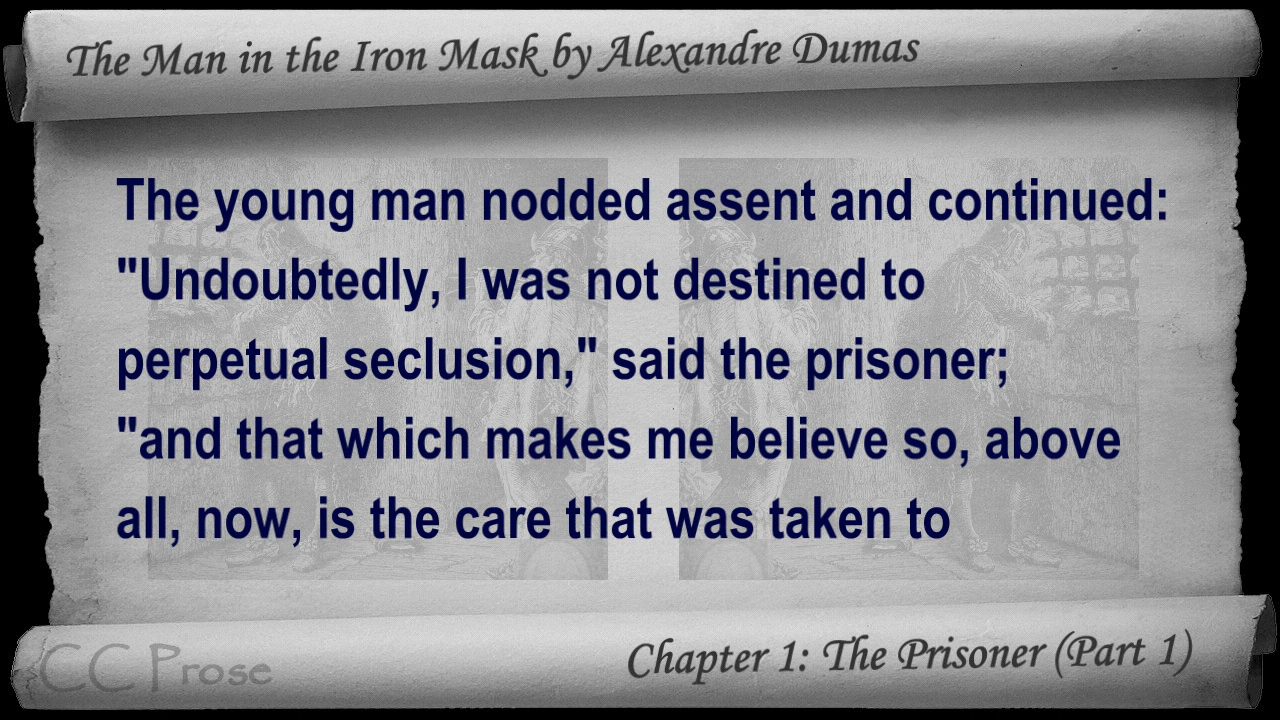 The Man in the Iron Mask by Alexandre Dumas
The young man nodded assent and continued:
"Undoubtedly, I was not destined to
perpetual seclusion," said the prisoner;
"and that which makes me believe so, above
all, now, is the care that was taken to
CC Prose
Chapter 1: The Prisoner (Part 1)